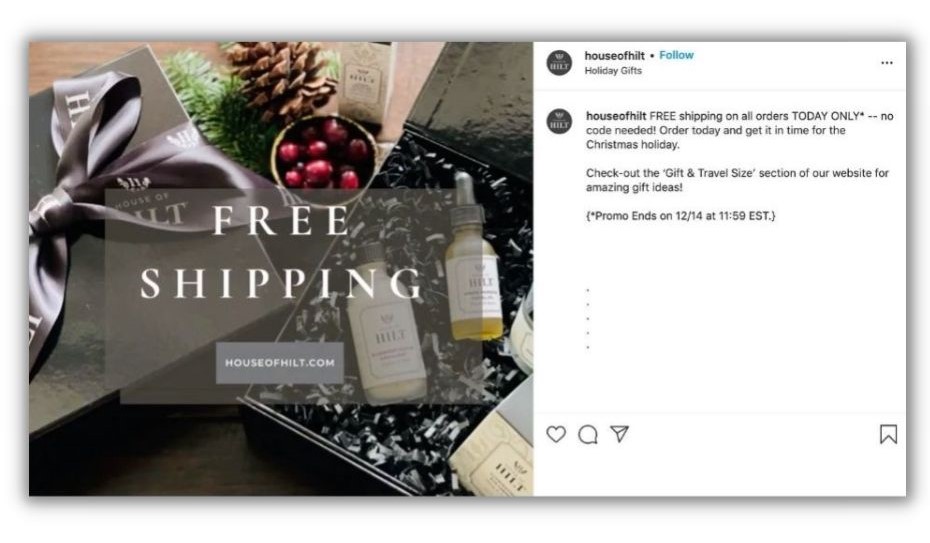 HOUSE OF
HILT
HILT
FREE
SHIPPING
HILT
HILT
HOUSEOFHILT.COM
HILT
HILT
houseofhilt • Follow
Holiday Gifts
HILT
houseofhilt FREE shipping on all orders TODAY ONLY* -- no
code needed! Order today and get it in time for the
Christmas holiday.
Check-out the ‘Gift & Travel Size’ section of our website for
amazing gift ideas!
{*Promo Ends on 12/14 at 11:59 EST.}
.
.
.
.
.